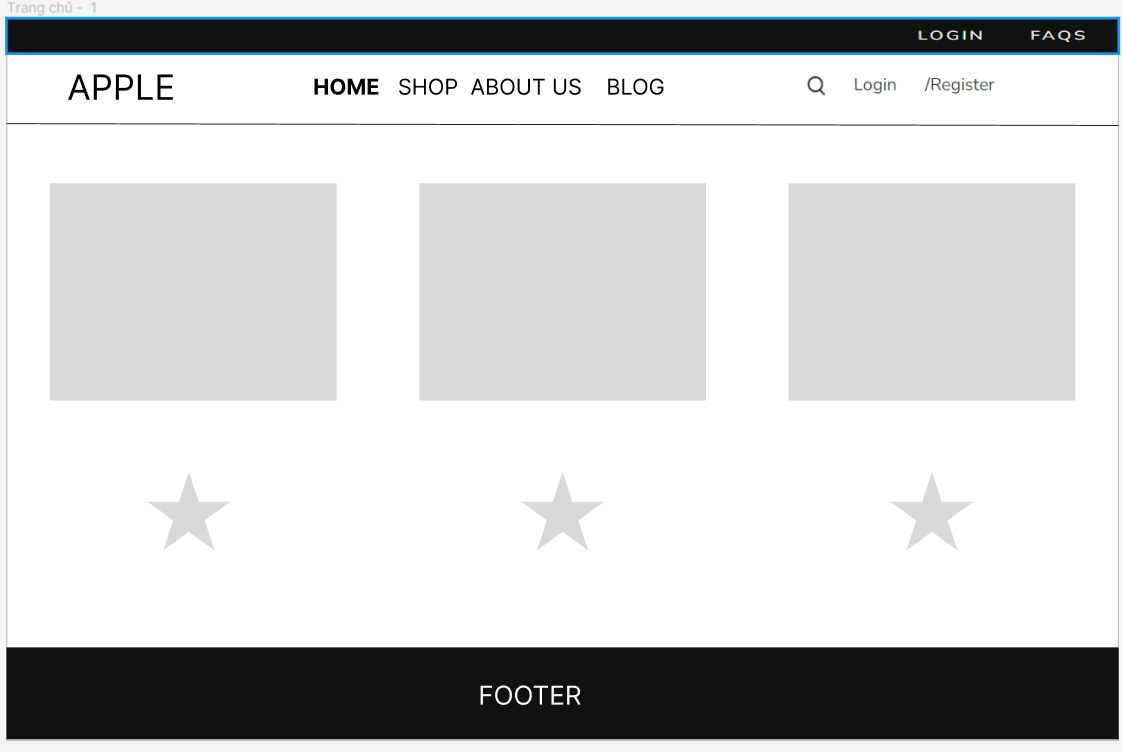 Trang chủ - 1
LOGIN FAQS
APPLE HOME SHOP ABOUT US BLOG Login /Register
FOOTER